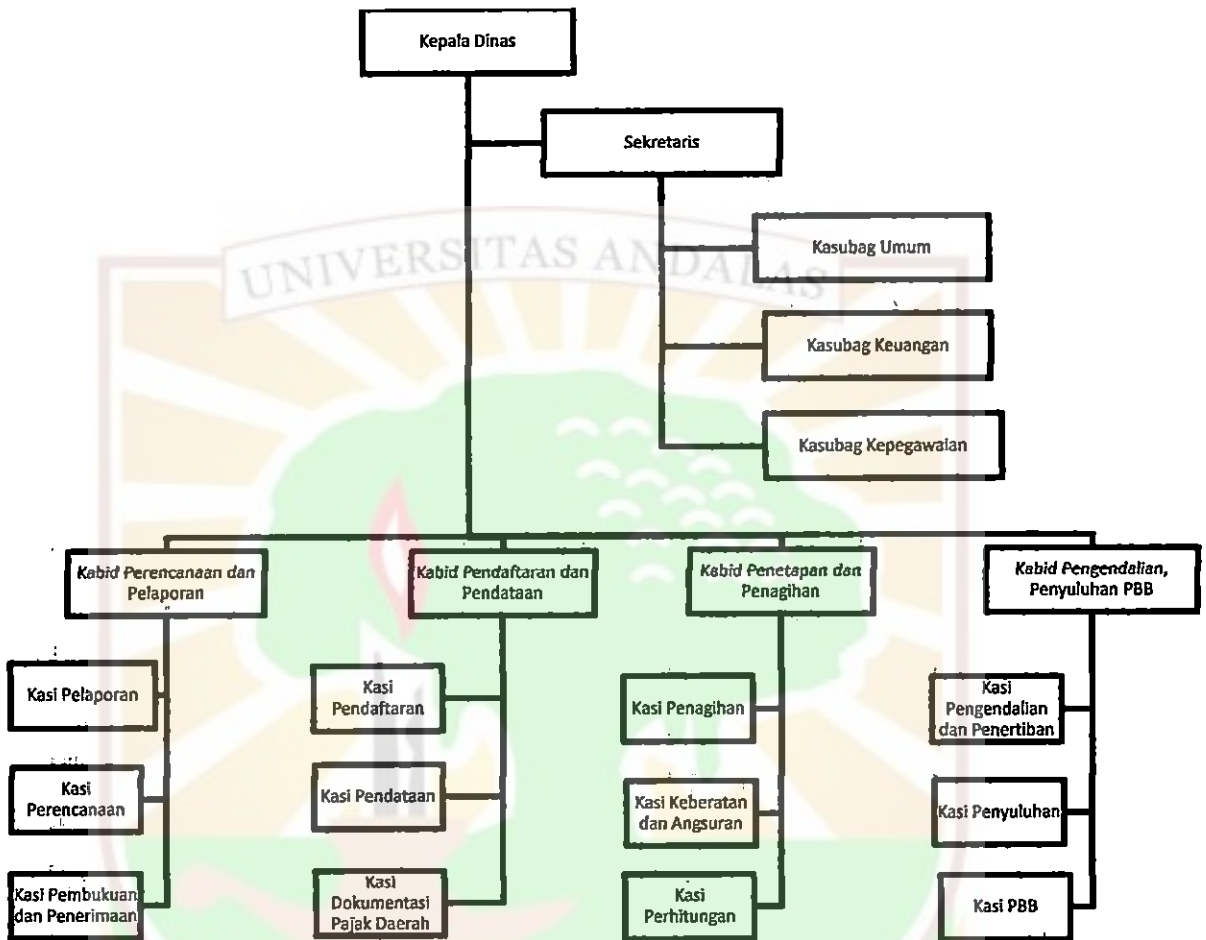 Kepala Dinas
Sekretaris
UNIVERSITAS ANDALAS
Kasubag Umum
Kasubag Keuangan
Kasubag Kepegawaian
Kabid Perencanaan dan
Pelaporan
Kabid Pendaftaran dan
Pendataan
Kabid Penetapan dan
Penagihan
Kabid Pengendalian,
Penyuluhan PBB
Kasi Pelaporan
Kasi
Perencanaan
Kasi Pembukuan
dan Penerimaan
Kasi
Pendaftaran
Kasi Pendataan
Kasi
Dokumentasi
Pajak Daerah
Kasi Penagihan
Kasi Keberatan
dan Angsuran
Kasi
Perhitungan
Kasi
Pengendalian
dan Penertiban
Kasi Penyuluhan
Kasi PBB